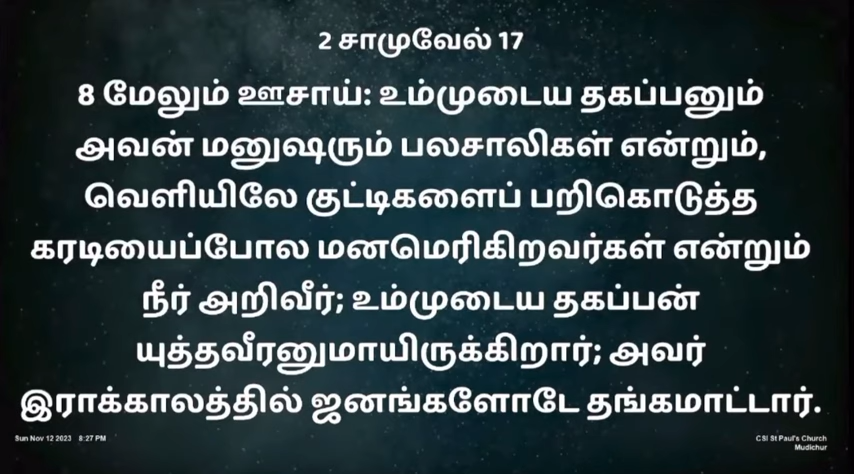 2 சாமுவேல் 17
8 மேலும் ஊசாய்: உம்முடைய தகப்பனும்
அவன் மனுஷரும் பலசாலிகள் என்றும்,
வெளியிலே குட்டிகளைப் பறிகொடுத்த
கரடியைப்போல மனமெரிகிறவர்கள் என்றும்
நீர் அறிவீர்; உம்முடைய தகப்பன்
யுத்தவீரனுமாயிருக்கிறார்; அவர்
இராக்காலத்தில் ஜனங்களோடே தங்கமாட்டார்.
Sun Nov 12 2023 8:27 PM
CSI St Paul's Church
Mudichur